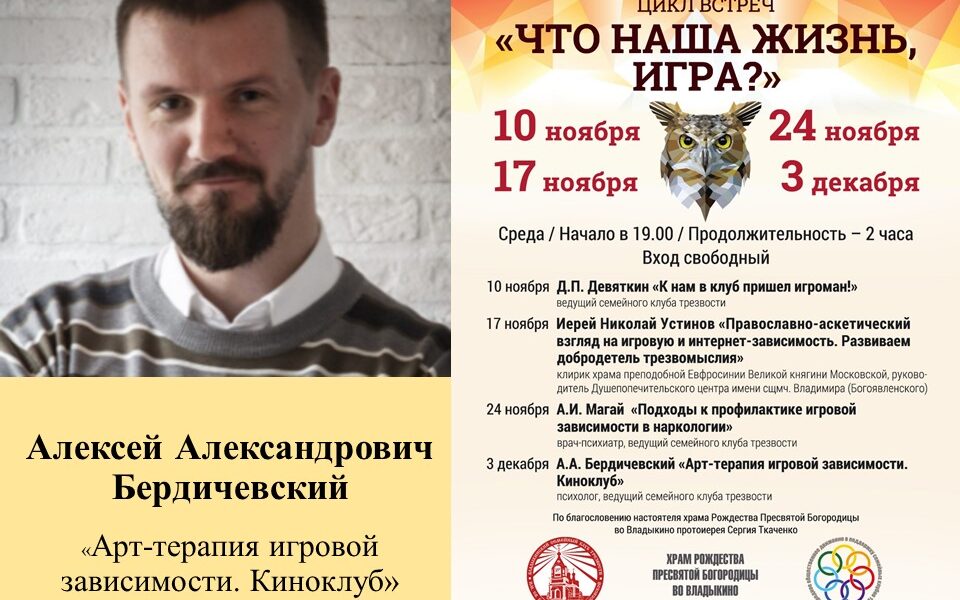 Алексей Александрович
Бердичевский
«Арт-терапия игровой
зависимости. Киноклуб»
ЦИКЛ ВСТРЕЧ
«ЧТО НАША ЖИЗНЬ,
ИГРА?»
10 ноября 24 ноября
17 ноября 3 декабря
Среда / Начало в 19.00 / Продолжительность – 2 часа
Вход свободный
10 ноября Д.П. Девяткин «К нам в клуб пришел игроман!»
ведущий семейного клуба трезвости
17 ноября Иерей Николай Устинов «Православно-аскетический
взгляд на игровую и интернет-зависимость. Развиваем
добродетель трезвомыслия»
клирик храма преподобной Евфросинии Великой княгини Московской, руково-
дитель Душепопечительского центра имени сщмч. Владимира (Богоявленского)
24 ноября А.И. Магай «Подходы к профилактике игровой
зависимости в наркологии»
врач-психиатр, ведущий семейного клуба трезвости
3 декабря А.А. Бердичевский «Арт-терапия игровой зависимости.
Киноклуб»
психолог, ведущий семейного клуба трезвости
По благословению настоятеля храма Рождества Пресвятой Богородицы
во Владыкино протоиерея Сергия Ткаченко
ХРАМ РОЖДЕСТВА
ПРЕСВЯТОЙ БОГОРОДИЦЫ
ВО ВЛАДЫКИНО